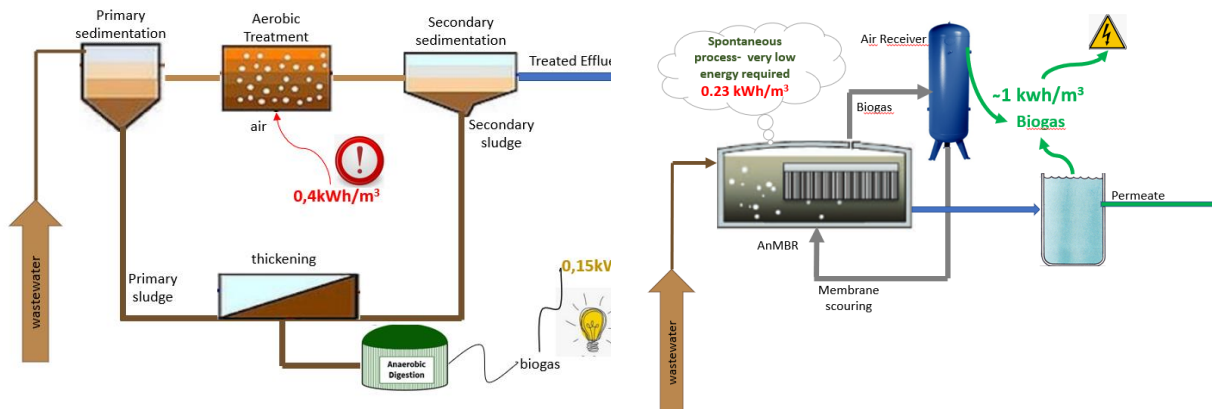 Primary
sedimentation
Aerobic
Treatment
Secondary
sedimentation
Treated Efflue
air
Secondary
sludge
0,4kWh/m³
wastewater
Primary
sludge
thickening
0,15kW
Anaerobic
Digestion
biogas
Spontaneous
process- very low
energy required
0.23 kWh/m³
Air Receiver
Biogas
~1 kwh/m³
Biogas
Permeate
AnMBR
Membrane
scouring
wastewater